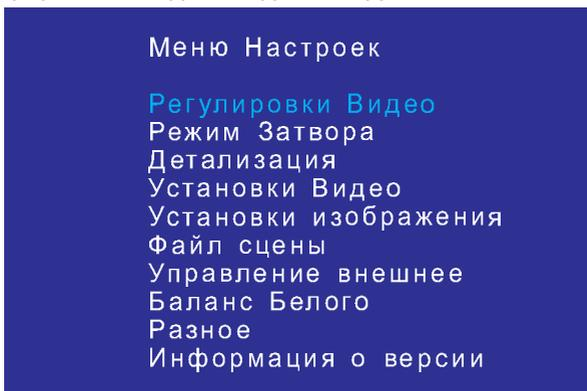 Меню Настроек
Регулировки Видео
Режим Затвора
Детализация
Установки Видео
Установки изображения
Файл сцены
Управление внешнее
Баланс Белого
Разное
Информация о версии